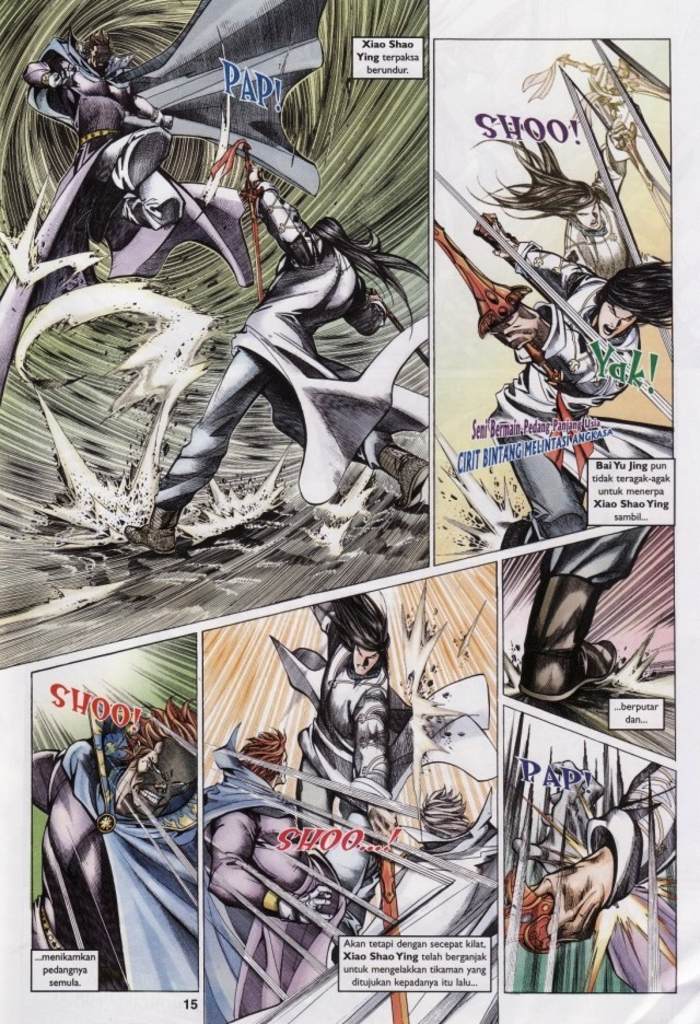 Xiao Shao
Ying terpaksa
berundur.
PAP!
SHOO!
Yak!
Seni Bermain Pedang Panjang Usia
CIRIT BINTANG MELINTASI ANGKASA
Bai Yu Jing pun
tidak teragak-agak
untuk menerpa
Xiao Shao Ying
sambil...
...berputar
dan...
PAP!
SHOO...!
Akan tetapi dengan secepat kilat,
Xiao Shao Ying telah berganjak
untuk mengelakkan tikaman yang
ditujukan kepadanya itu lalu...
SHOO!
...menikamkan
pedangnya
semula.
15